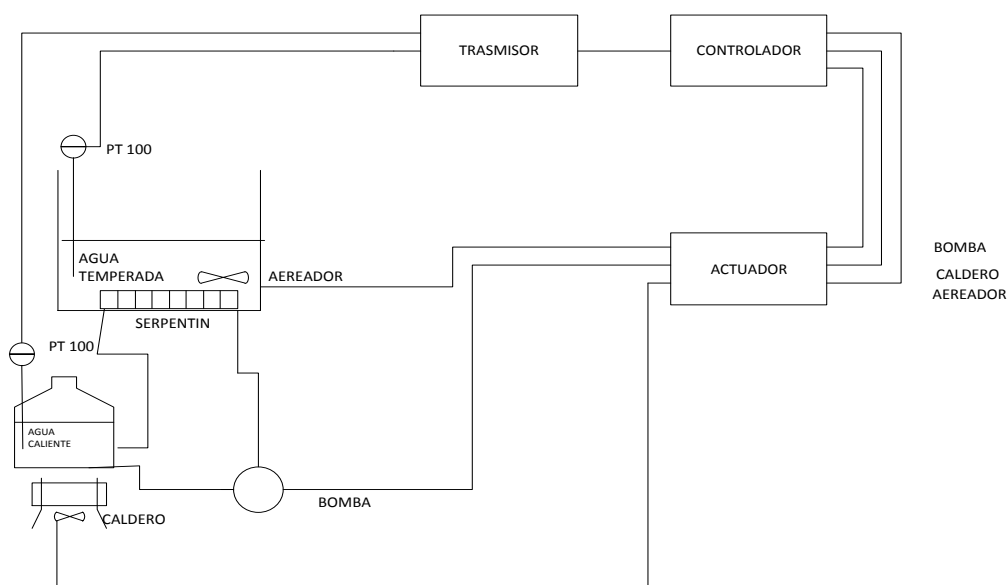 TRASMISOR
CONTROLADOR
PT 100
AGUA
TEMPERADA
AEREADOR
SERPENTIN
ACTUADOR
BOMBA
CALDERO
AEREADOR
PT 100
AGUA
CALIENTE
BOMBA
CALDERO